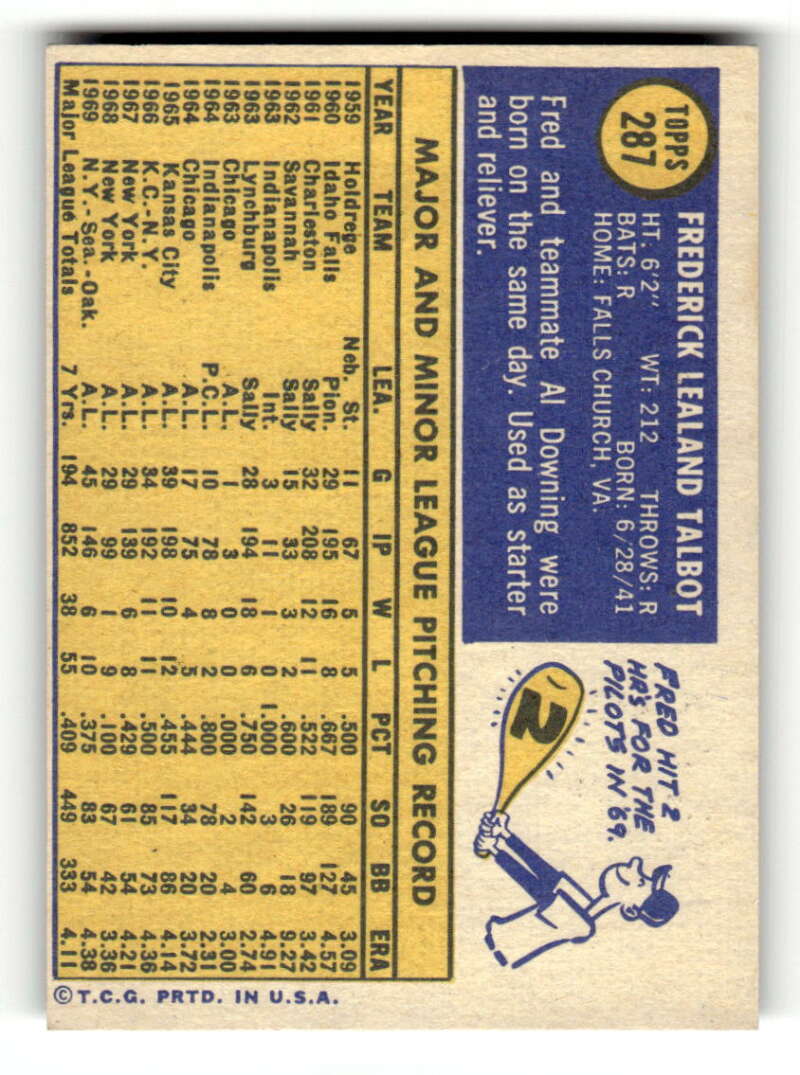 TOPPS
287
FREDERICK LEALAND TALBOT
HT: 6'2" WT: 212 THROWS: R
BATS: R BORN: 6/28/41
HOME: FALLS CHURCH, VA.
Fred and teammate Al Downing were
born on the same day. Used as starter
and reliever.
FRED HIT 2
HR'S FOR THE
PILOTS IN '69.
2
MAJOR AND MINOR LEAGUE PITCHING RECORD
YEAR TEAM LEA. G IP W L PCT SO BB ERA
1959 Holdrege Neb. St. 11 67 5 5 .500 90 45 3.09
1960 Idaho Falls Pion. 29 195 16 8 .667 189 127 4.57
1961 Charleston Sally 32 208 12 11 .522 119 97 3.42
1962 Savannah Sally 15 33 3 2 .600 26 18 9.27
1963 Indianapolis Int. 3 11 1 0 1.000 3 6 4.91
1963 Lynchburg Sally 28 194 18 6 .750 142 60 2.74
1963 Chicago A.L. 1 3 0 0 .000 2 4 3.00
1964 Indianapolis P.C.L. 10 78 8 2 .800 78 20 2.31
1964 Chicago A.L. 17 75 4 5 .444 34 20 3.72
1965 Kansas City A.L. 39 198 10 12 .455 117 86 4.14
1966 K.C.-N.Y. A.L. 34 192 11 11 .500 85 73 4.36
1967 New York A.L. 29 139 6 8 .429 61 54 4.21
1968 New York A.L. 29 99 1 9 .100 67 42 3.36
1969 N.Y.-Sea.-Oak. A.L. 45 146 6 10 .375 83 54 4.38
Major League Totals 7 Yrs. 194 852 38 55 .409 449 333 4.11
© T.C.G. PRTD. IN U.S.A.